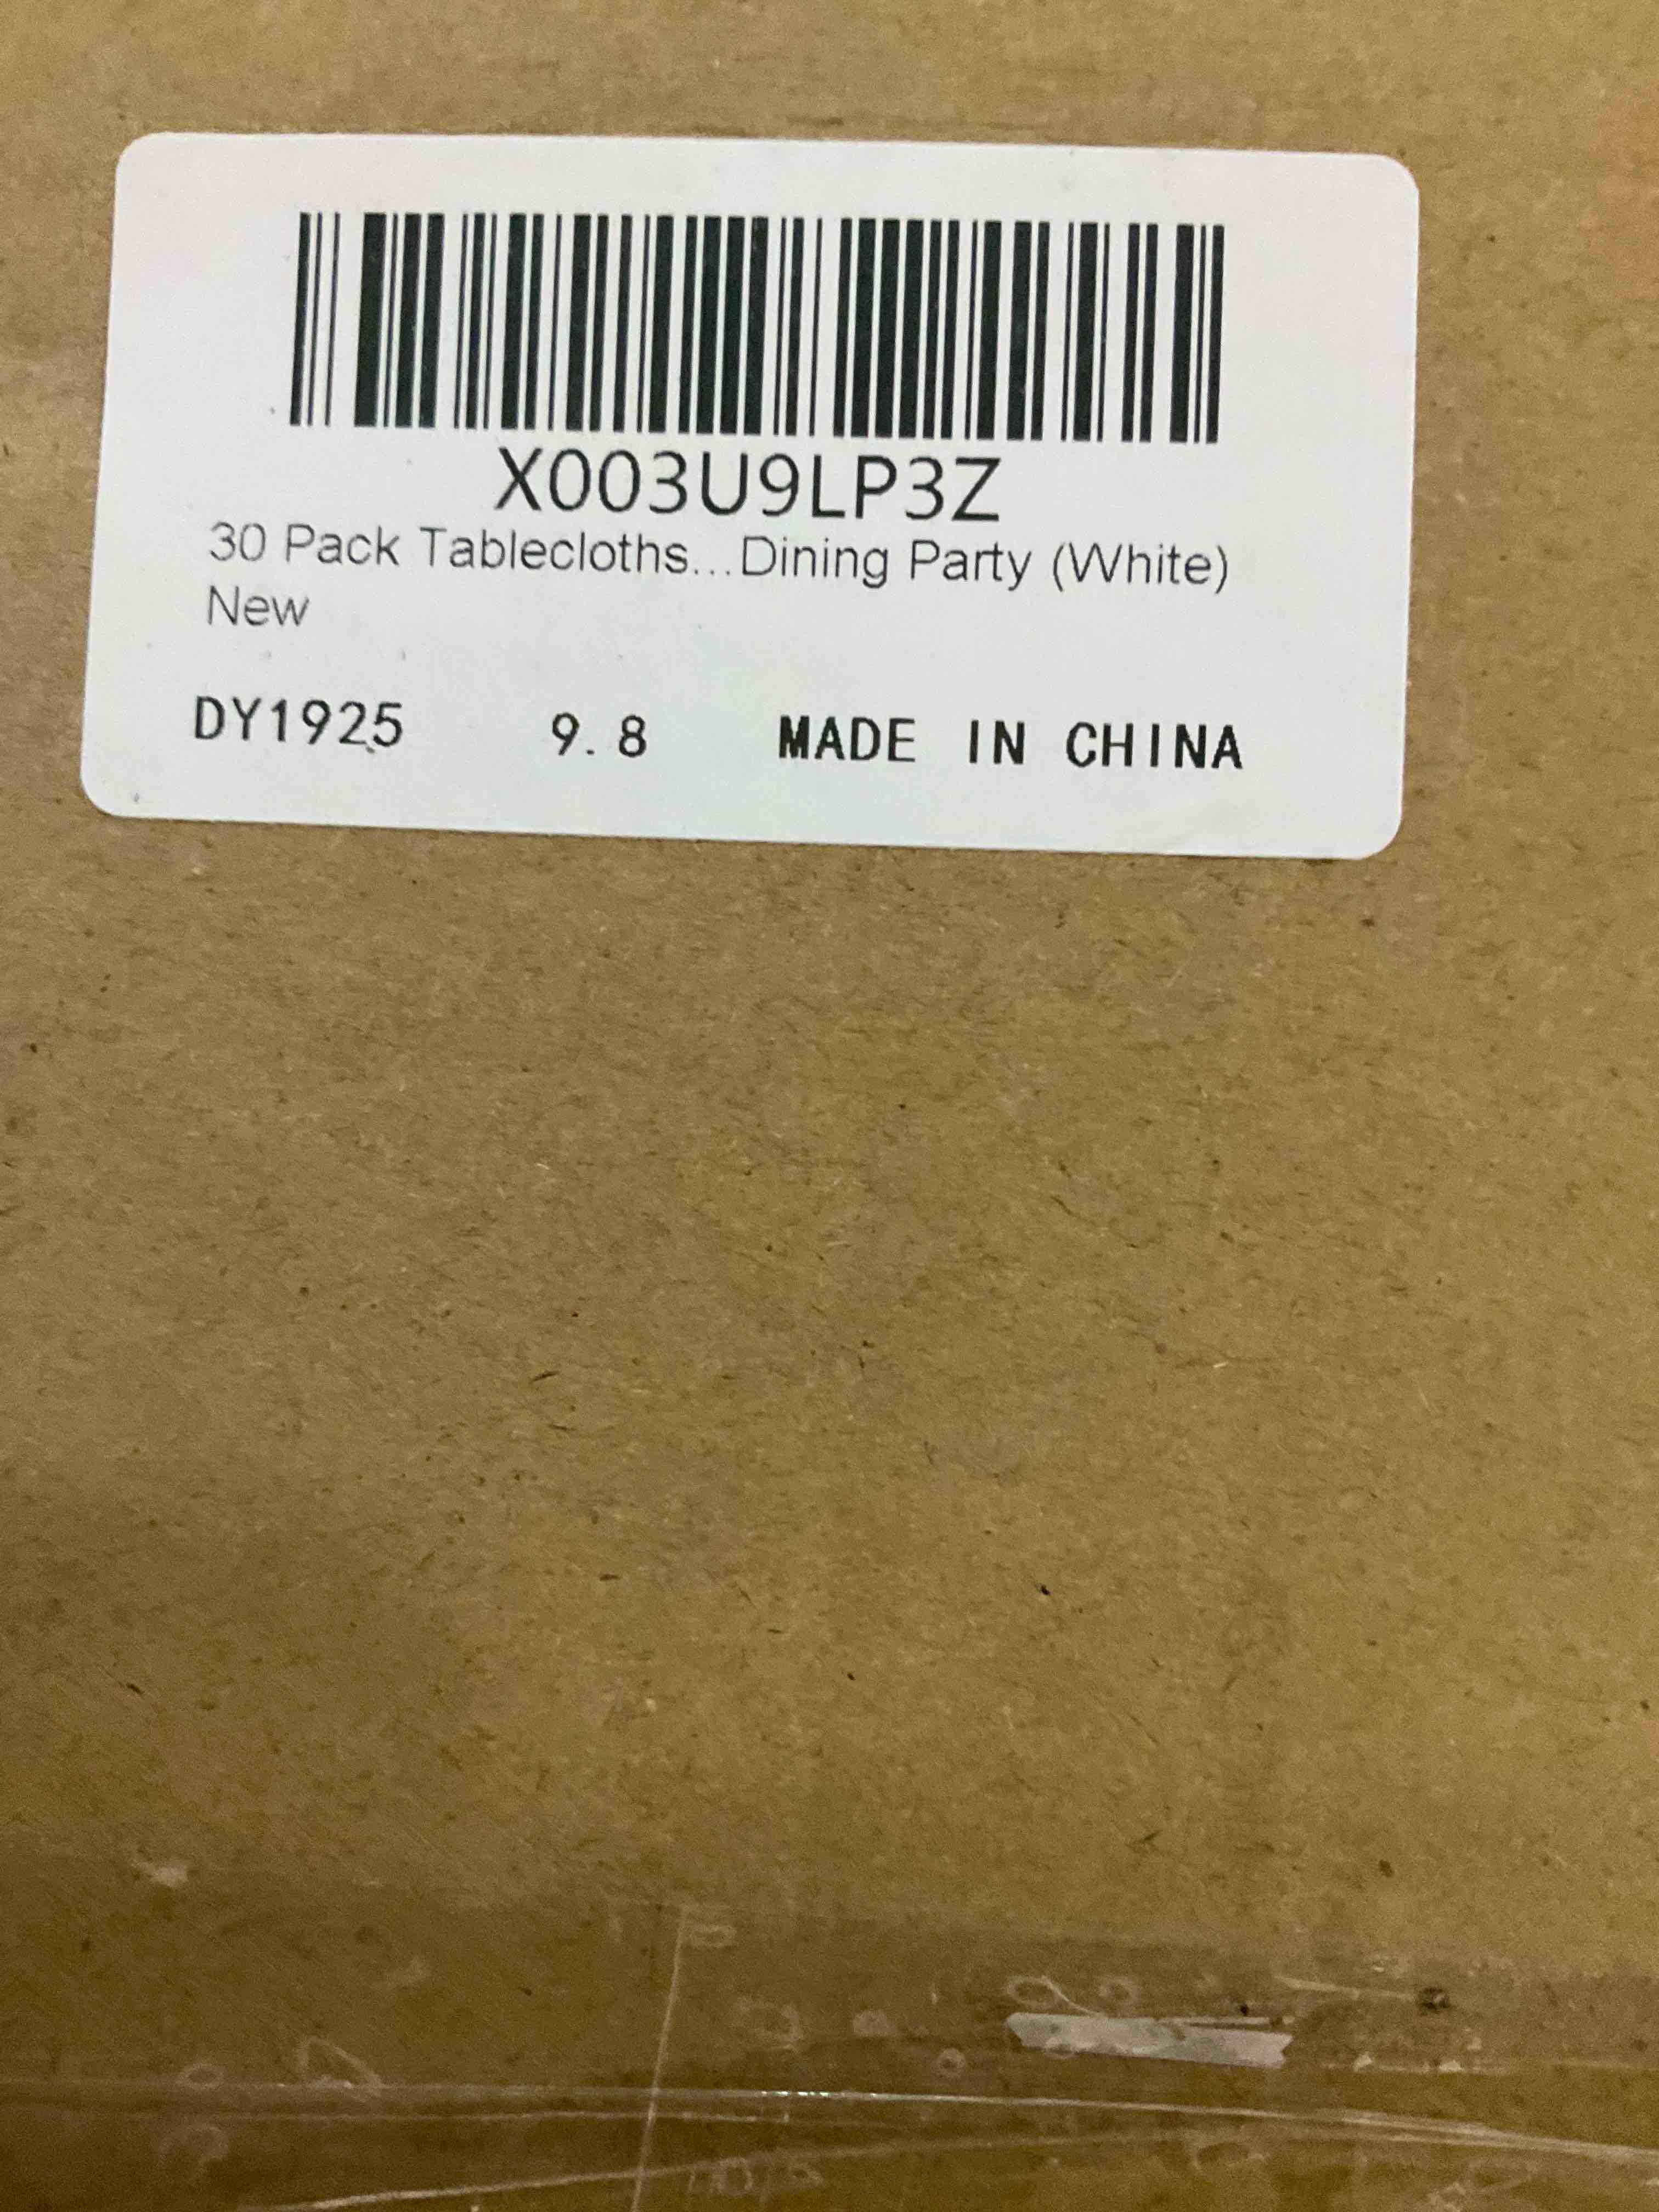 X003U9LP3Z
30 Pack Tablecloths...Dining Party (White)
New
DY1925 9.8 MADE IN CHINA